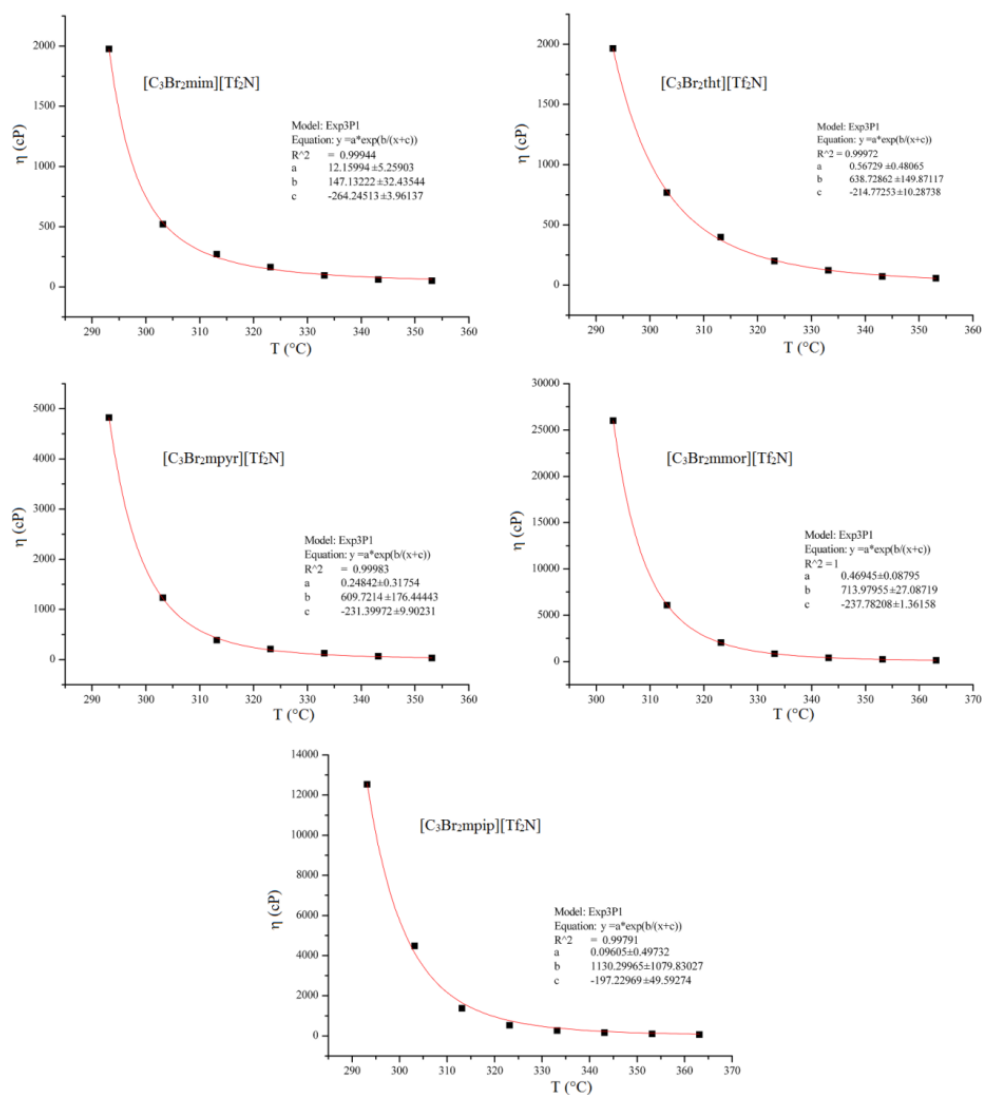 [C₃Br₂mim][Tf₂N]
Model: Exp3P1
Equation: y =a*exp(b/(x+c))
R^2 = 0.99944
a 12.15994 ±5.25903
b 147.13222 ±32.43544
c -264.24513 ±3.96137
η (cP)
2000
1500
1000
500
0
290 300 310 320 330 340 350 360
T (°C)
[C₃Br₂tht][Tf₂N]
Model: Exp3P1
Equation: y =a*exp(b/(x+c))
R^2 = 0.99972
a 0.56729 ±0.48065
b 638.72862 ±149.87117
c -214.77253 ±10.28738
η (cP)
2000
1500
1000
500
0
290 300 310 320 330 340 350 360
T (°C)
[C₃Br₂mpyr][Tf₂N]
Model: Exp3P1
Equation: y =a*exp(b/(x+c))
R^2 = 0.99983
a 0.24842 ±0.31754
b 609.7214 ±176.44443
c -231.39972 ±9.90231
η (cP)
5000
4000
3000
2000
1000
0
290 300 310 320 330 340 350 360
T (°C)
[C₃Br₂mmor][Tf₂N]
Model: Exp3P1
Equation: y =a*exp(b/(x+c))
R^2 = 1
a 0.46945±0.08795
b 713.97955±27.08719
c -237.78208±1.36158
η (cP)
30000
25000
20000
15000
10000
5000
0
300 310 320 330 340 350 360 370
T (°C)
[C₃Br₂mpip][Tf₂N]
Model: Exp3P1
Equation: y =a*exp(b/(x+c))
R^2 = 0.99791
a 0.09605±0.49732
b 1130.29965±1079.83027
c -197.22969 ±49.59274
η (cP)
14000
12000
10000
8000
6000
4000
2000
0
290 300 310 320 330 340 350 360 370
T (°C)